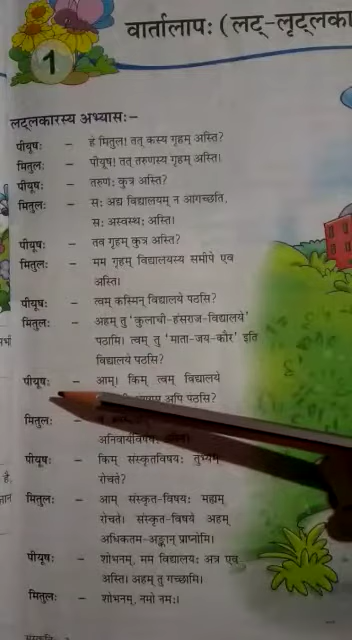 1
वार्तालापः (लट्-लृट्लका
लट्लकारस्य अभ्यासः–
पीयूषः – हे मितुल! तत् कस्य गृहम् अस्ति?
मितुलः – पीयूष! तत् तरुणस्य गृहम् अस्ति।
पीयूषः – तरुणः कुत्र अस्ति?
मितुलः – सः अद्य विद्यालयम् न आगच्छति,
सः अस्वस्थः अस्ति।
पीयूषः – तव गृहम् कुत्र अस्ति?
मितुलः – मम गृहम् विद्यालयस्य समीपे एव
अस्ति।
पीयूषः – त्वम् कस्मिन् विद्यालये पठसि?
मितुलः – अहम् तु 'कुलाची-हंसराज-विद्यालये'
पठामि। त्वम् तु 'माता-जय-कौर' इति
विद्यालये पठसि?
पीयूषः – आम्। किम् त्वम् विद्यालये
अपि पठसि?
मितुलः –
अनिवार्यविषयः
पीयूषः – किम् संस्कृतविषयः तुभ्यम्
रोचते?
मितुलः – आम् संस्कृत-विषयः मह्यम्
रोचते। संस्कृत-विषये अहम्
अधिकतम-अङ्कान् प्राप्नोमि।
पीयूषः – शोभनम्, मम विद्यालयः अत्र एव
अस्ति। अहम् तु गच्छामि।
मितुलः – शोभनम्, नमो नमः।